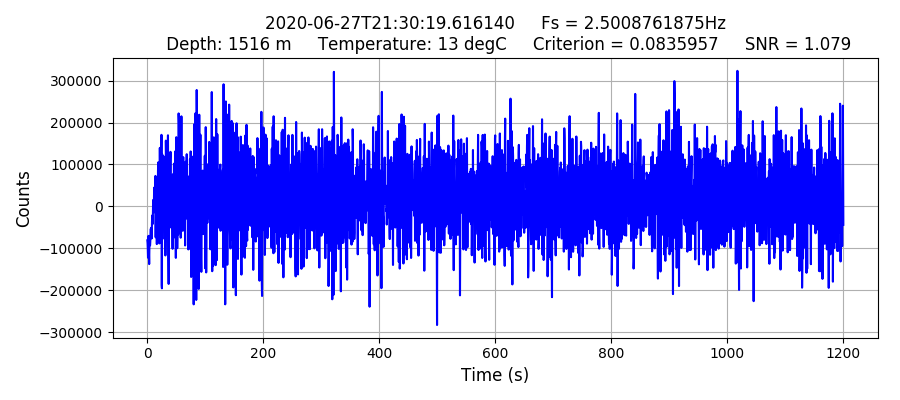 2020-06-27T21:30:19.616140 Fs = 2.5008761875Hz
Depth: 1516 m Temperature: 13 degC Criterion = 0.0835957 SNR = 1.079
300000
200000
100000
0
−100000
−200000
−300000
Counts
0 200 400 600 800 1000 1200
Time (s)